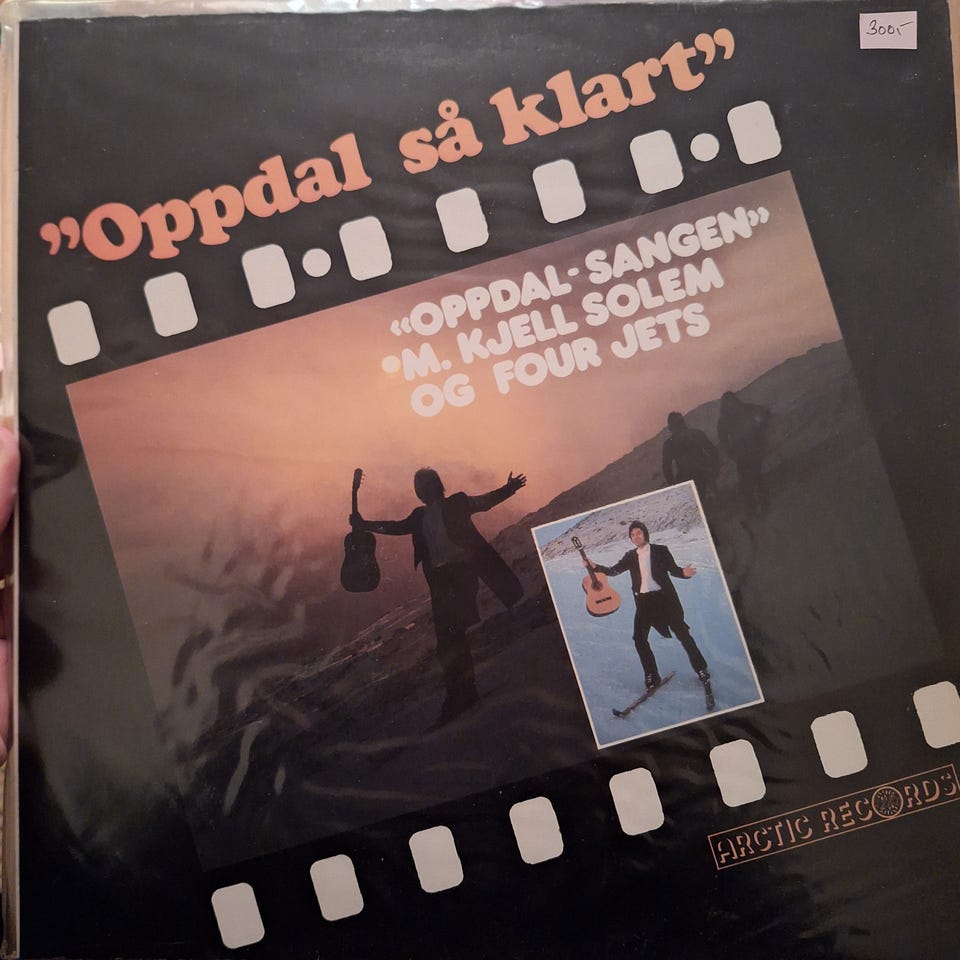 300,-
"Oppdal så klart"
«OPPDAL-SANGEN»
•M. KJELL SOLEM
OG FOUR JETS
ARCTIC RECORDS